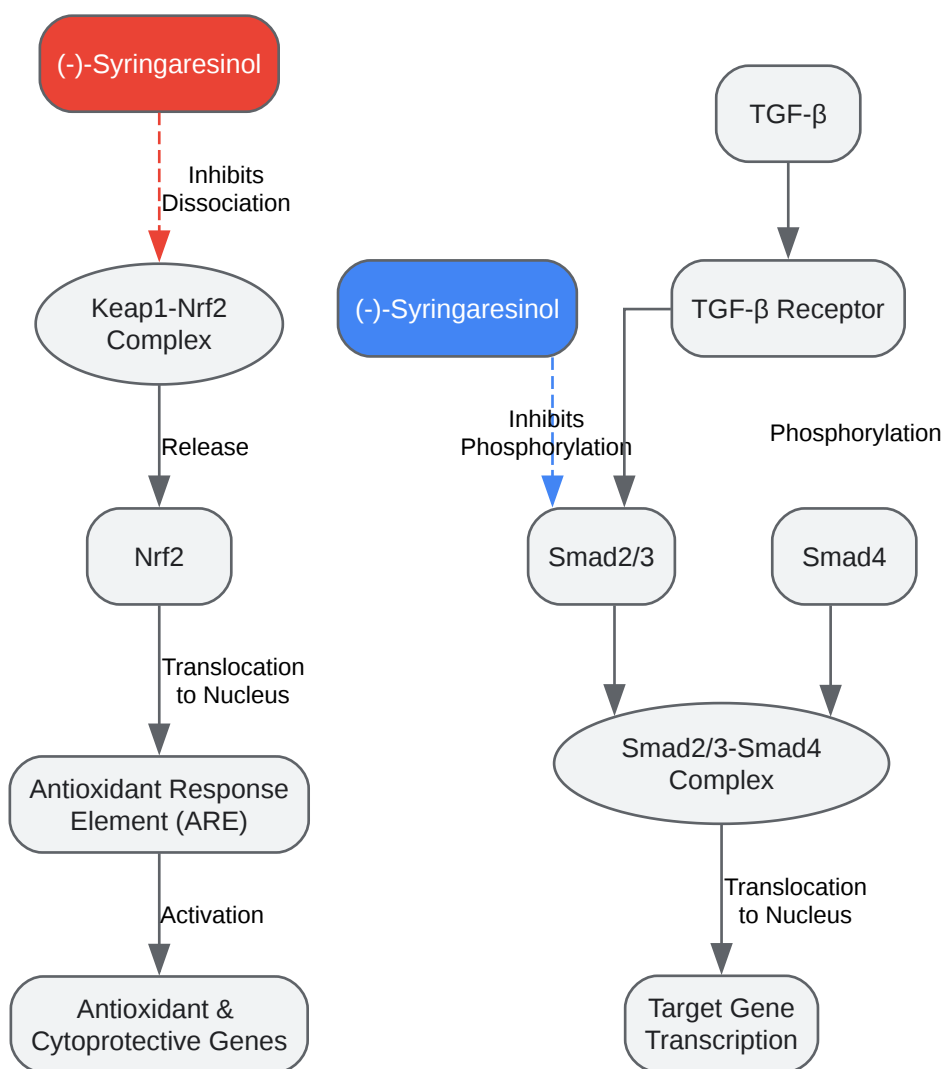 (-)-Syringaresinol
Inhibits
Dissociation
Keap1-Nrf2
Complex
Release
Nrf2
Translocation
to Nucleus
Antioxidant Response
Element (ARE)
Activation
Antioxidant &
Cytoprotective Genes
TGF-β
TGF-β Receptor
(-)-Syringaresinol
Inhibits
Phosphorylation
Phosphorylation
Smad2/3
Smad4
Smad2/3-Smad4
Complex
Translocation
to Nucleus
Target Gene
Transcription